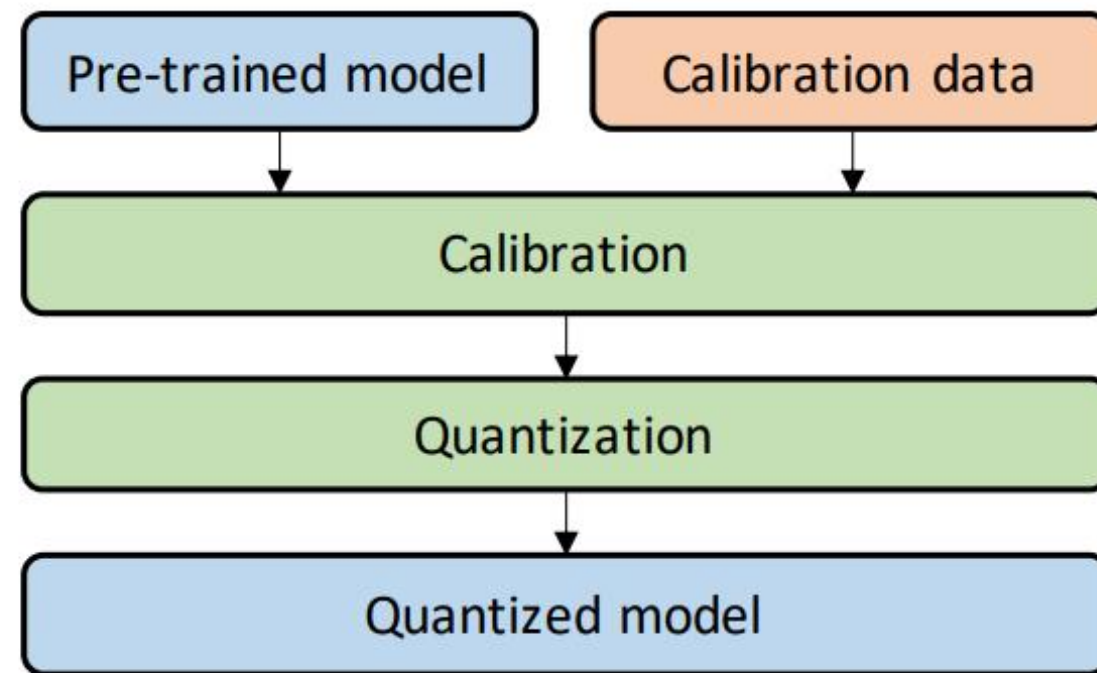 Pre-trained model
Calibration data
Calibration
Quantization
Quantized model